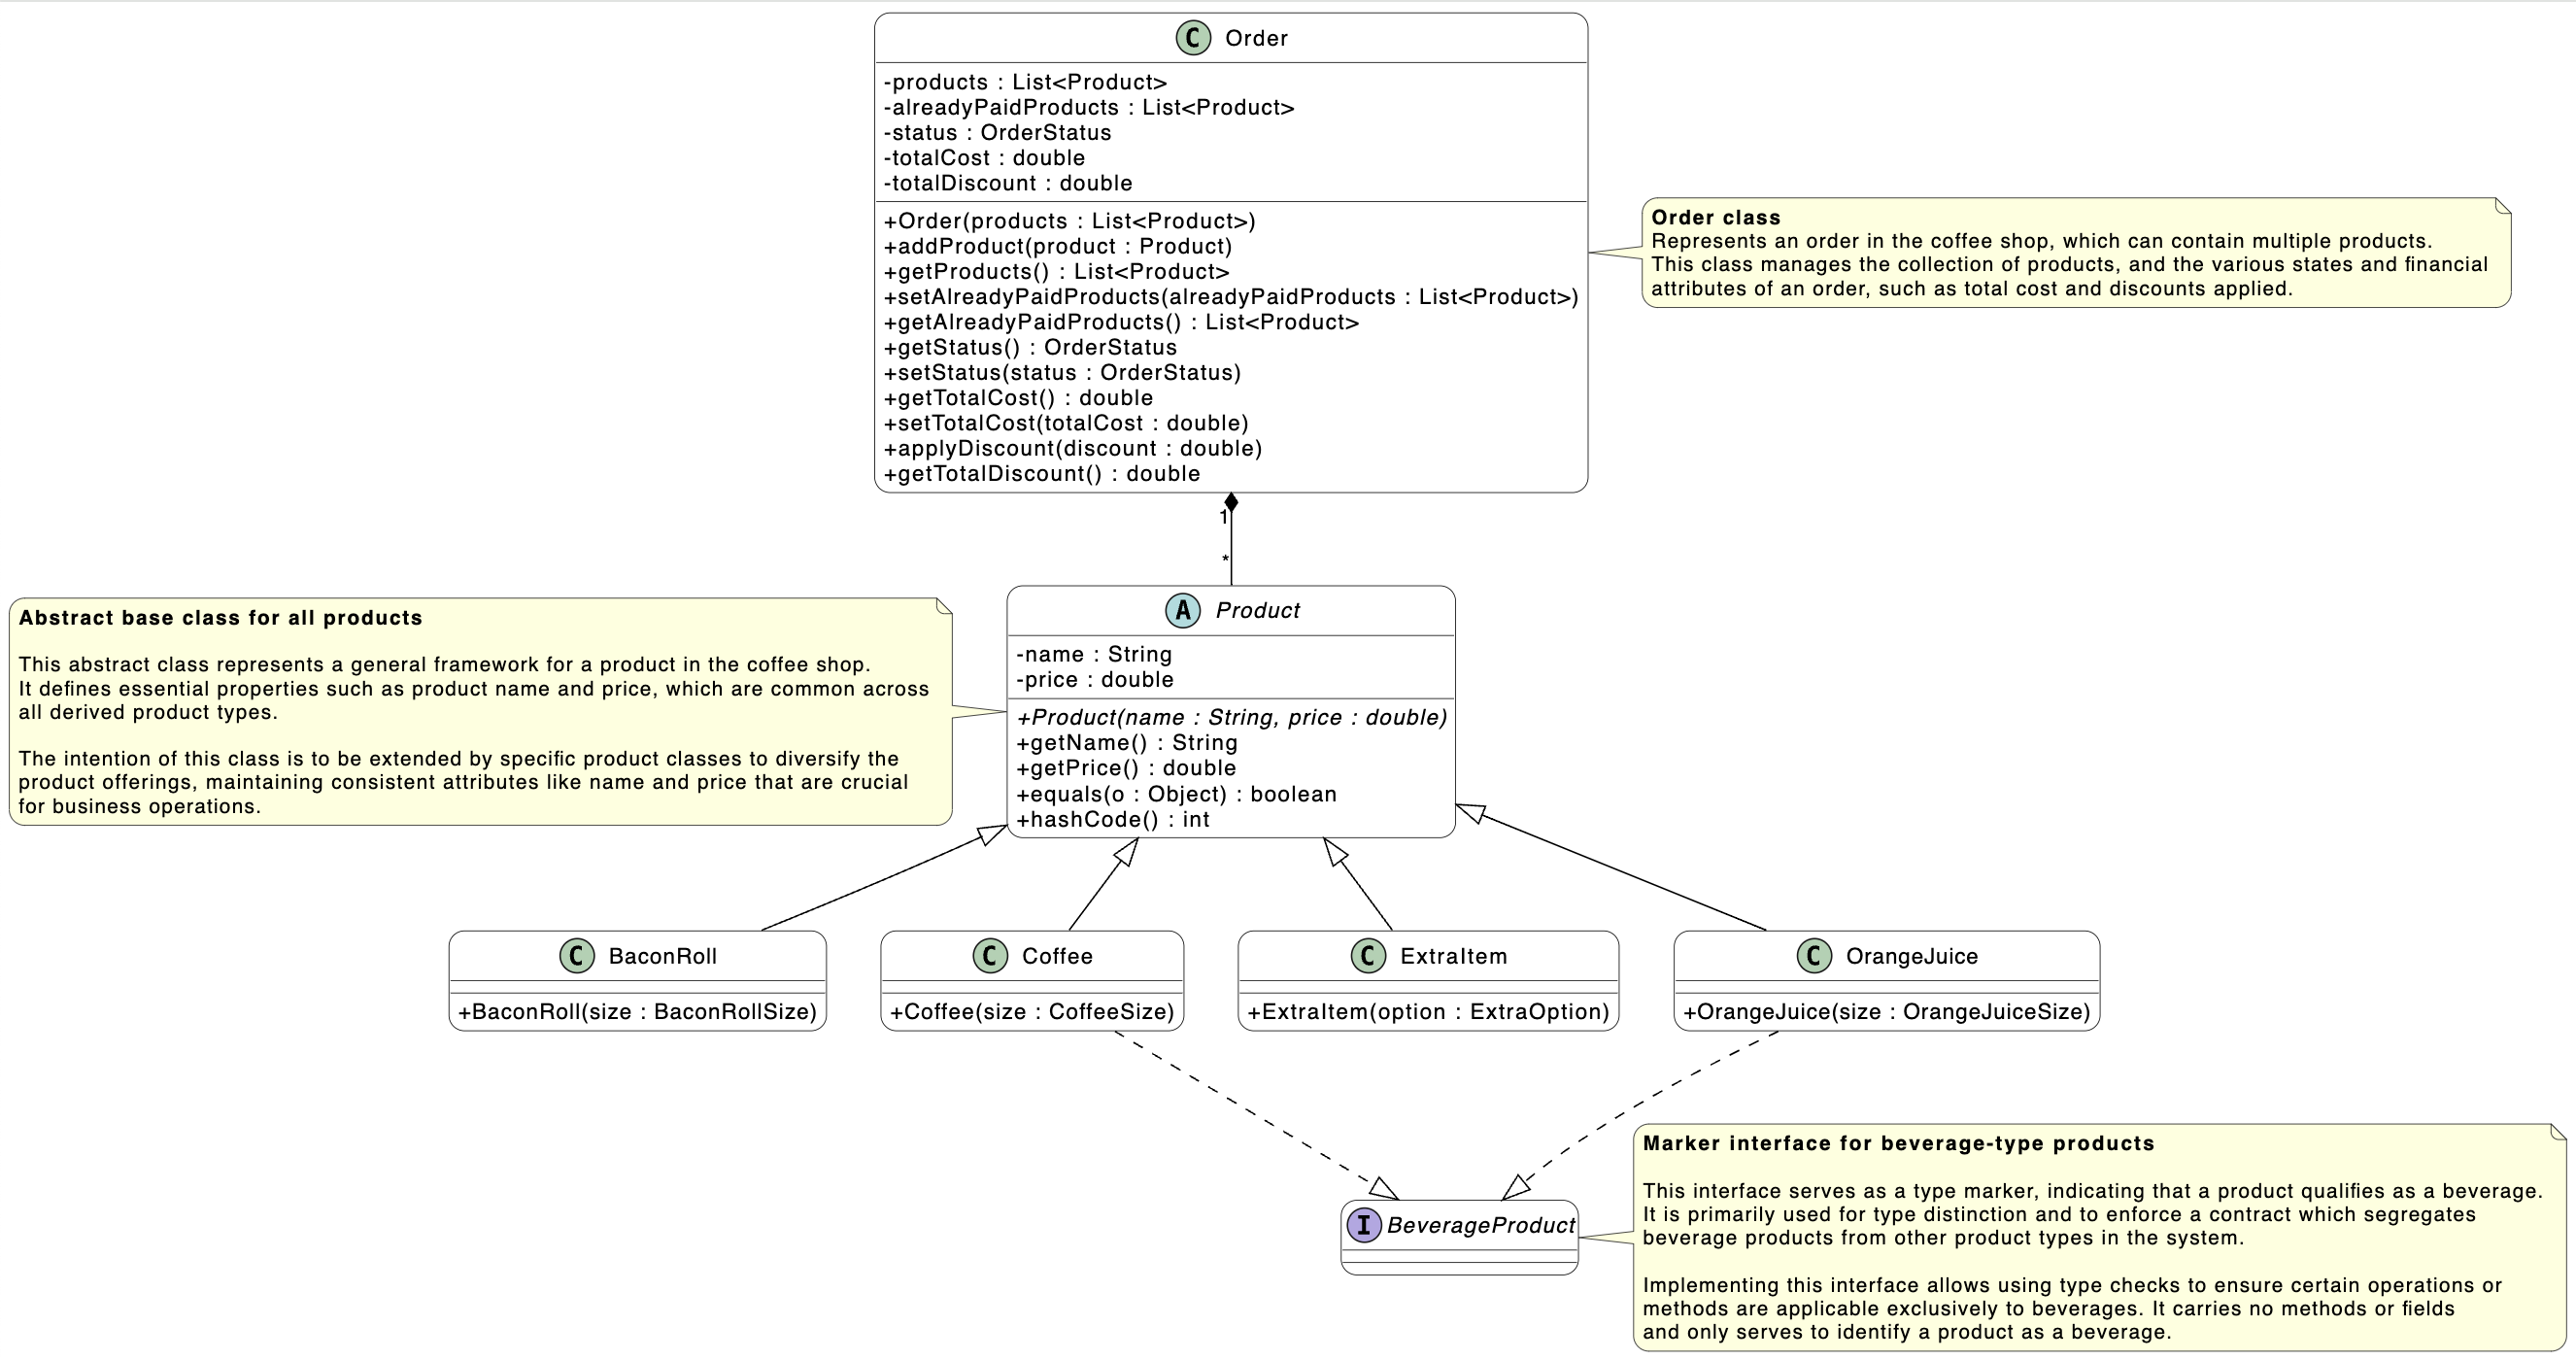 C Order
-products : List<Product>
-alreadyPaidProducts : List<Product>
-status : OrderStatus
-totalCost : double
-totalDiscount : double
+Order(products : List<Product>)
+addProduct(product : Product)
+getProducts() : List<Product>
+setAlreadyPaidProducts(alreadyPaidProducts : List<Product>)
+getAlreadyPaidProducts() : List<Product>
+getStatus() : OrderStatus
+setStatus(status : OrderStatus)
+getTotalCost() : double
+setTotalCost(totalCost : double)
+applyDiscount(discount : double)
+getTotalDiscount() : double
Order class
Represents an order in the coffee shop, which can contain multiple products.
This class manages the collection of products, and the various states and financial
attributes of an order, such as total cost and discounts applied.
1
*
Abstract base class for all products
This abstract class represents a general framework for a product in the coffee shop.
It defines essential properties such as product name and price, which are common across
all derived product types.
The intention of this class is to be extended by specific product classes to diversify the
product offerings, maintaining consistent attributes like name and price that are crucial
for business operations.
A Product
-name : String
-price : double
+Product(name : String, price : double)
+getName() : String
+getPrice() : double
+equals(o : Object) : boolean
+hashCode() : int
C BaconRoll
+BaconRoll(size : BaconRollSize)
C Coffee
+Coffee(size : CoffeeSize)
C ExtraItem
+ExtraItem(option : ExtraOption)
C OrangeJuice
+OrangeJuice(size : OrangeJuiceSize)
I BeverageProduct
Marker interface for beverage-type products
This interface serves as a type marker, indicating that a product qualifies as a beverage.
It is primarily used for type distinction and to enforce a contract which segregates
beverage products from other product types in the system.
Implementing this interface allows using type checks to ensure certain operations or
methods are applicable exclusively to beverages. It carries no methods or fields
and only serves to identify a product as a beverage.